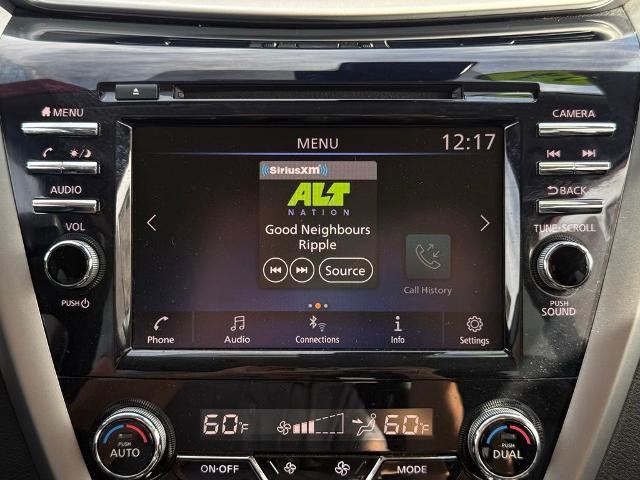 MENU
CAMERA
MENU
12:17
SiriusXM
ALT
NATION
AUDIO
BACK
Good Neighbours
Ripple
VOL
TUNE·SCROLL
Source
Call History
PUSH
PUSH
SOUND
Phone
Audio
Connections
Info
Settings
60°F
60°F
PUSH
AUTO
PUSH
DUAL
ON·OFF
MODE